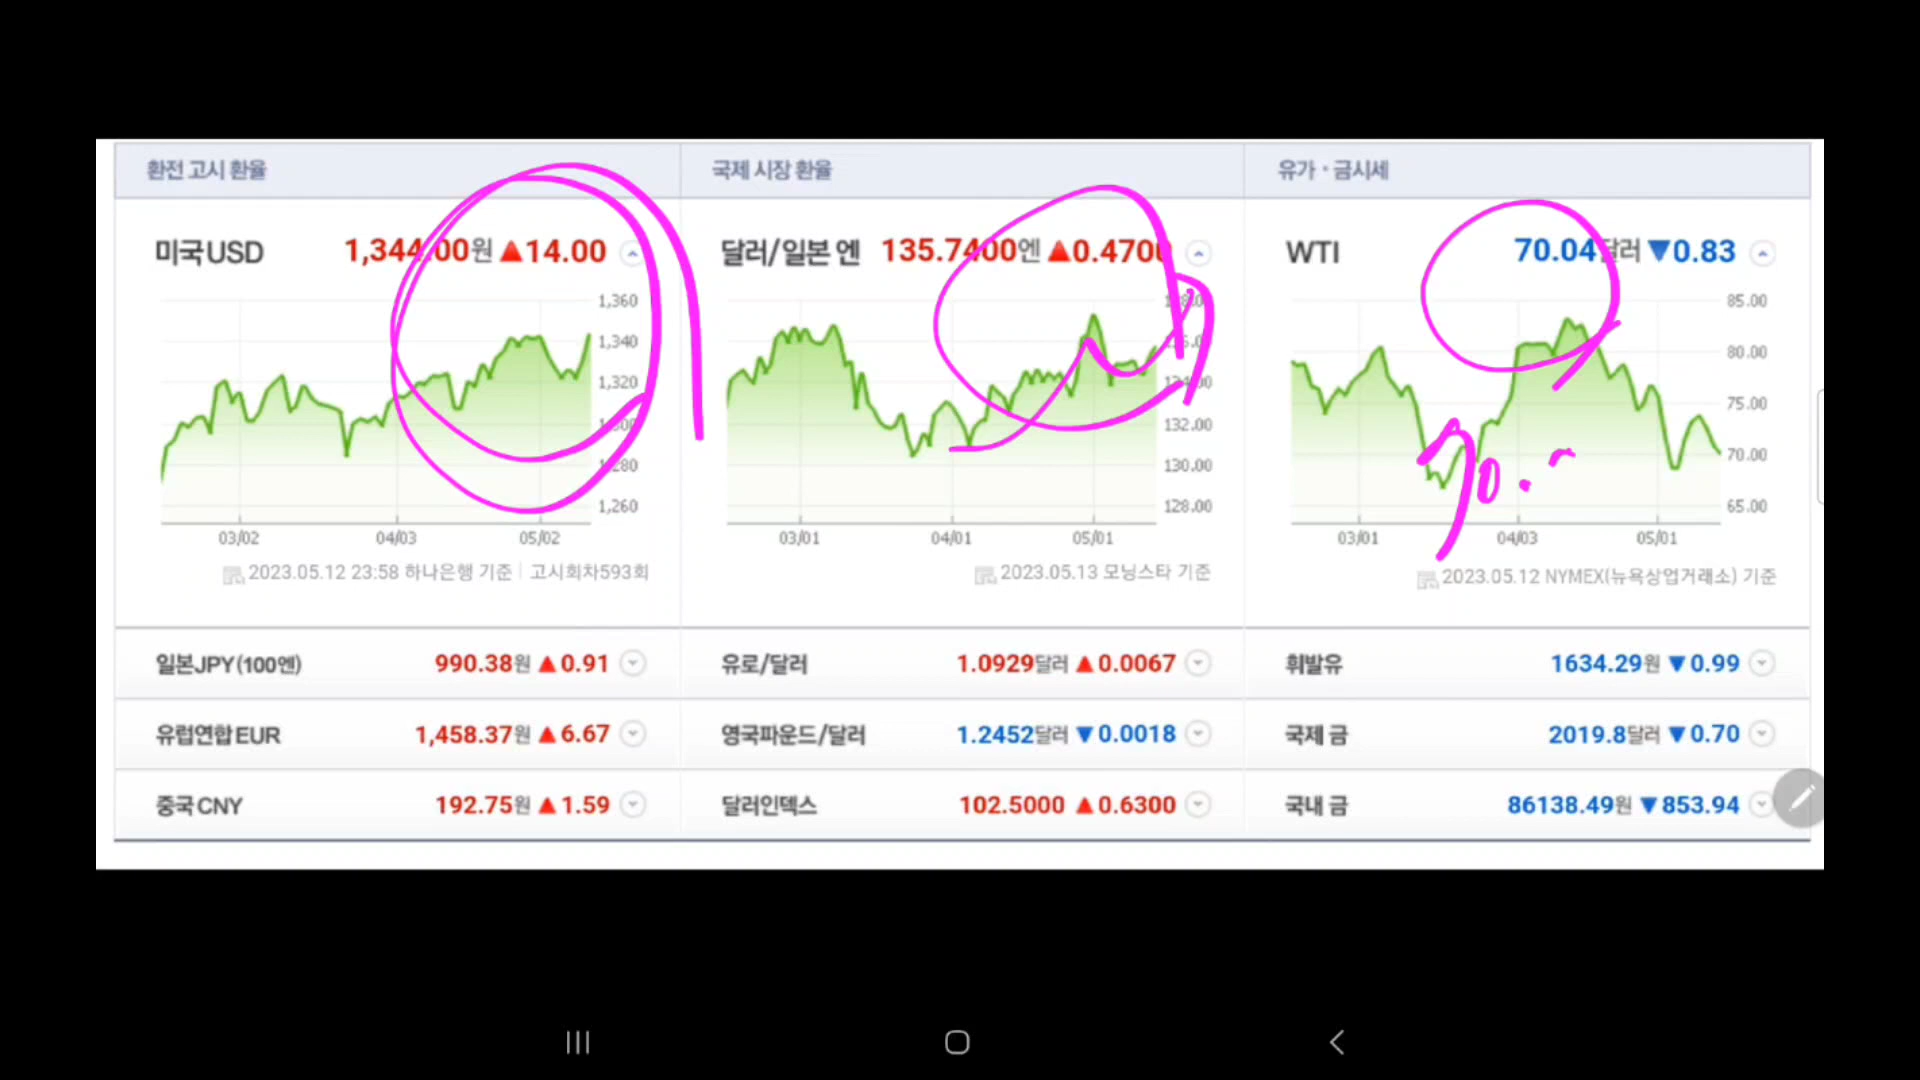 환전 고시 환율
미국USD 1,344.00원 ▲14.00
1,360
1,340
1,320
1,300
1,280
1,260
03/02 04/03 05/02
2023.05.12 23:58 하나은행 기준 | 고시회차593회
일본JPY(100엔) 990.38원 ▲0.91
유럽연합EUR 1,458.37원 ▲6.67
중국CNY 192.75원 ▲1.59
국제 시장 환율
달러/일본 엔 135.7400엔 ▲0.4700
132.00
130.00
128.00
03/01 04/01 05/01
2023.05.13 모닝스타 기준
유로/달러 1.0929달러 ▲0.0067
영국파운드/달러 1.2452달러 ▼0.0018
달러인덱스 102.5000 ▲0.6300
유가·금시세
WTI 70.04달러 ▼0.83
85.00
80.00
75.00
70.00
65.00
70.
03/01 04/03 05/01
2023.05.12 NYMEX(뉴욕상업거래소) 기준
휘발유 1634.29원 ▼0.99
국제 금 2019.8달러 ▼0.70
국내 금 86138.49원 ▼853.94